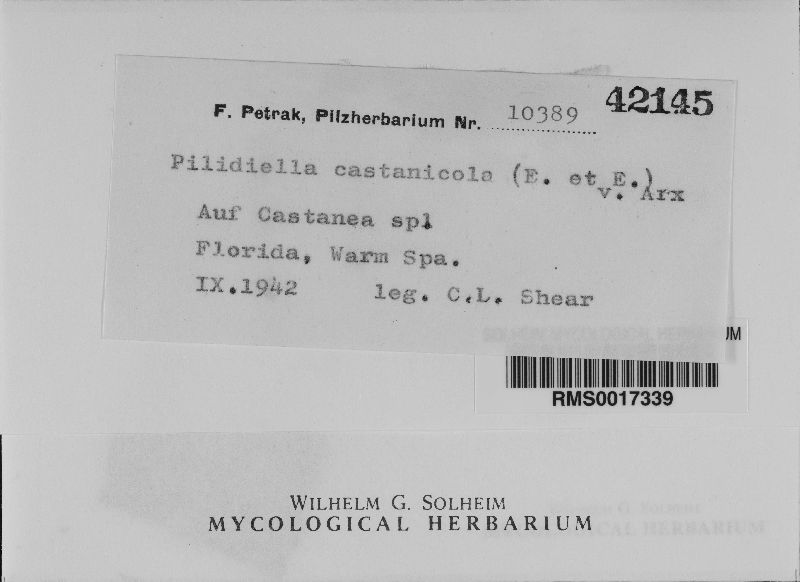 F. Petrak, Pilzherbarium Nr. 10389 42145
Pilidiella castanicola (E. et E.)
v. Arx
Auf Castanea spl
Florida, Warm Spa.
IX.1942 leg. C.L. Shear
UM
RMS0017339
WILHELM G. SOLHEIM
MYCOLOGICAL HERBARIUM